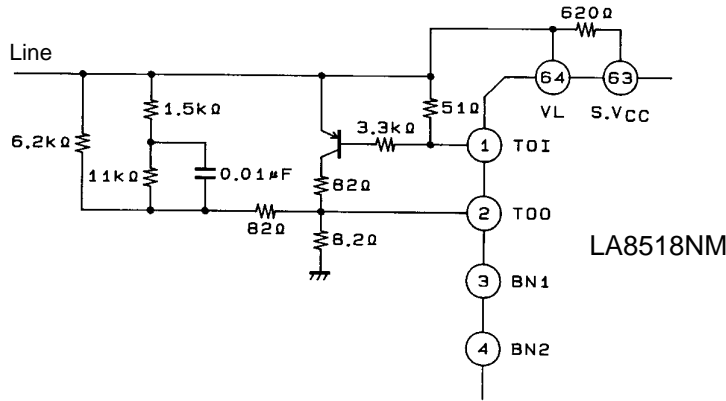 620Ω
Line
64
63
VL
S.VCC
1.5kΩ
51Ω
3.3kΩ
6.2kΩ
1
TOI
11kΩ
0.01μF
82Ω
2
TOO
82Ω
8.2Ω
LA8518NM
3
BN1
4
BN2